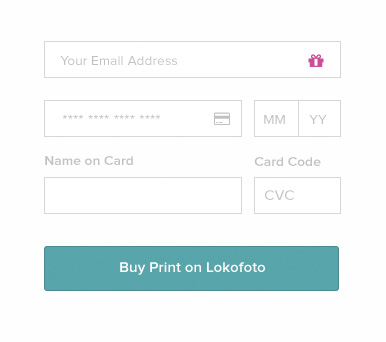 Your Email Address
**** **** **** **** MM YY
Name on Card Card Code
CVC
Buy Print on Lokofoto